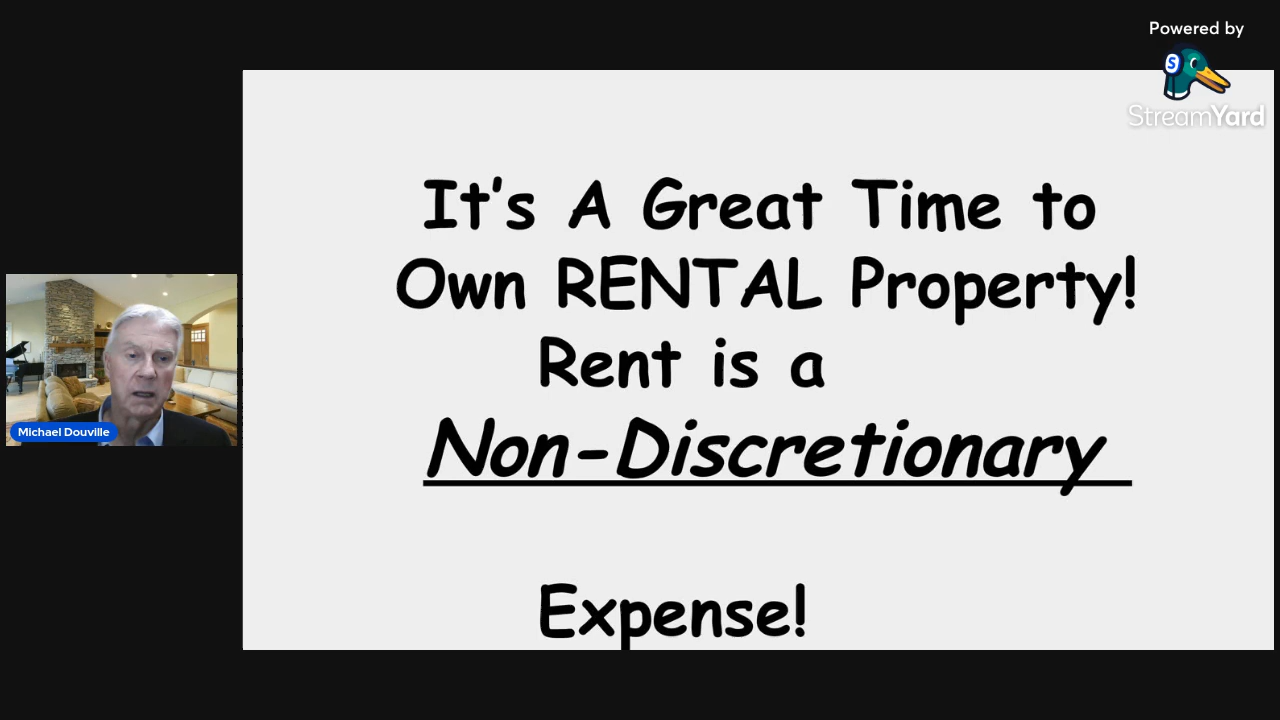 Powered by
S
StreamYard
It's A Great Time to
Own RENTAL Property!
Rent is a
Non-Discretionary
Expense!
Michael Douville